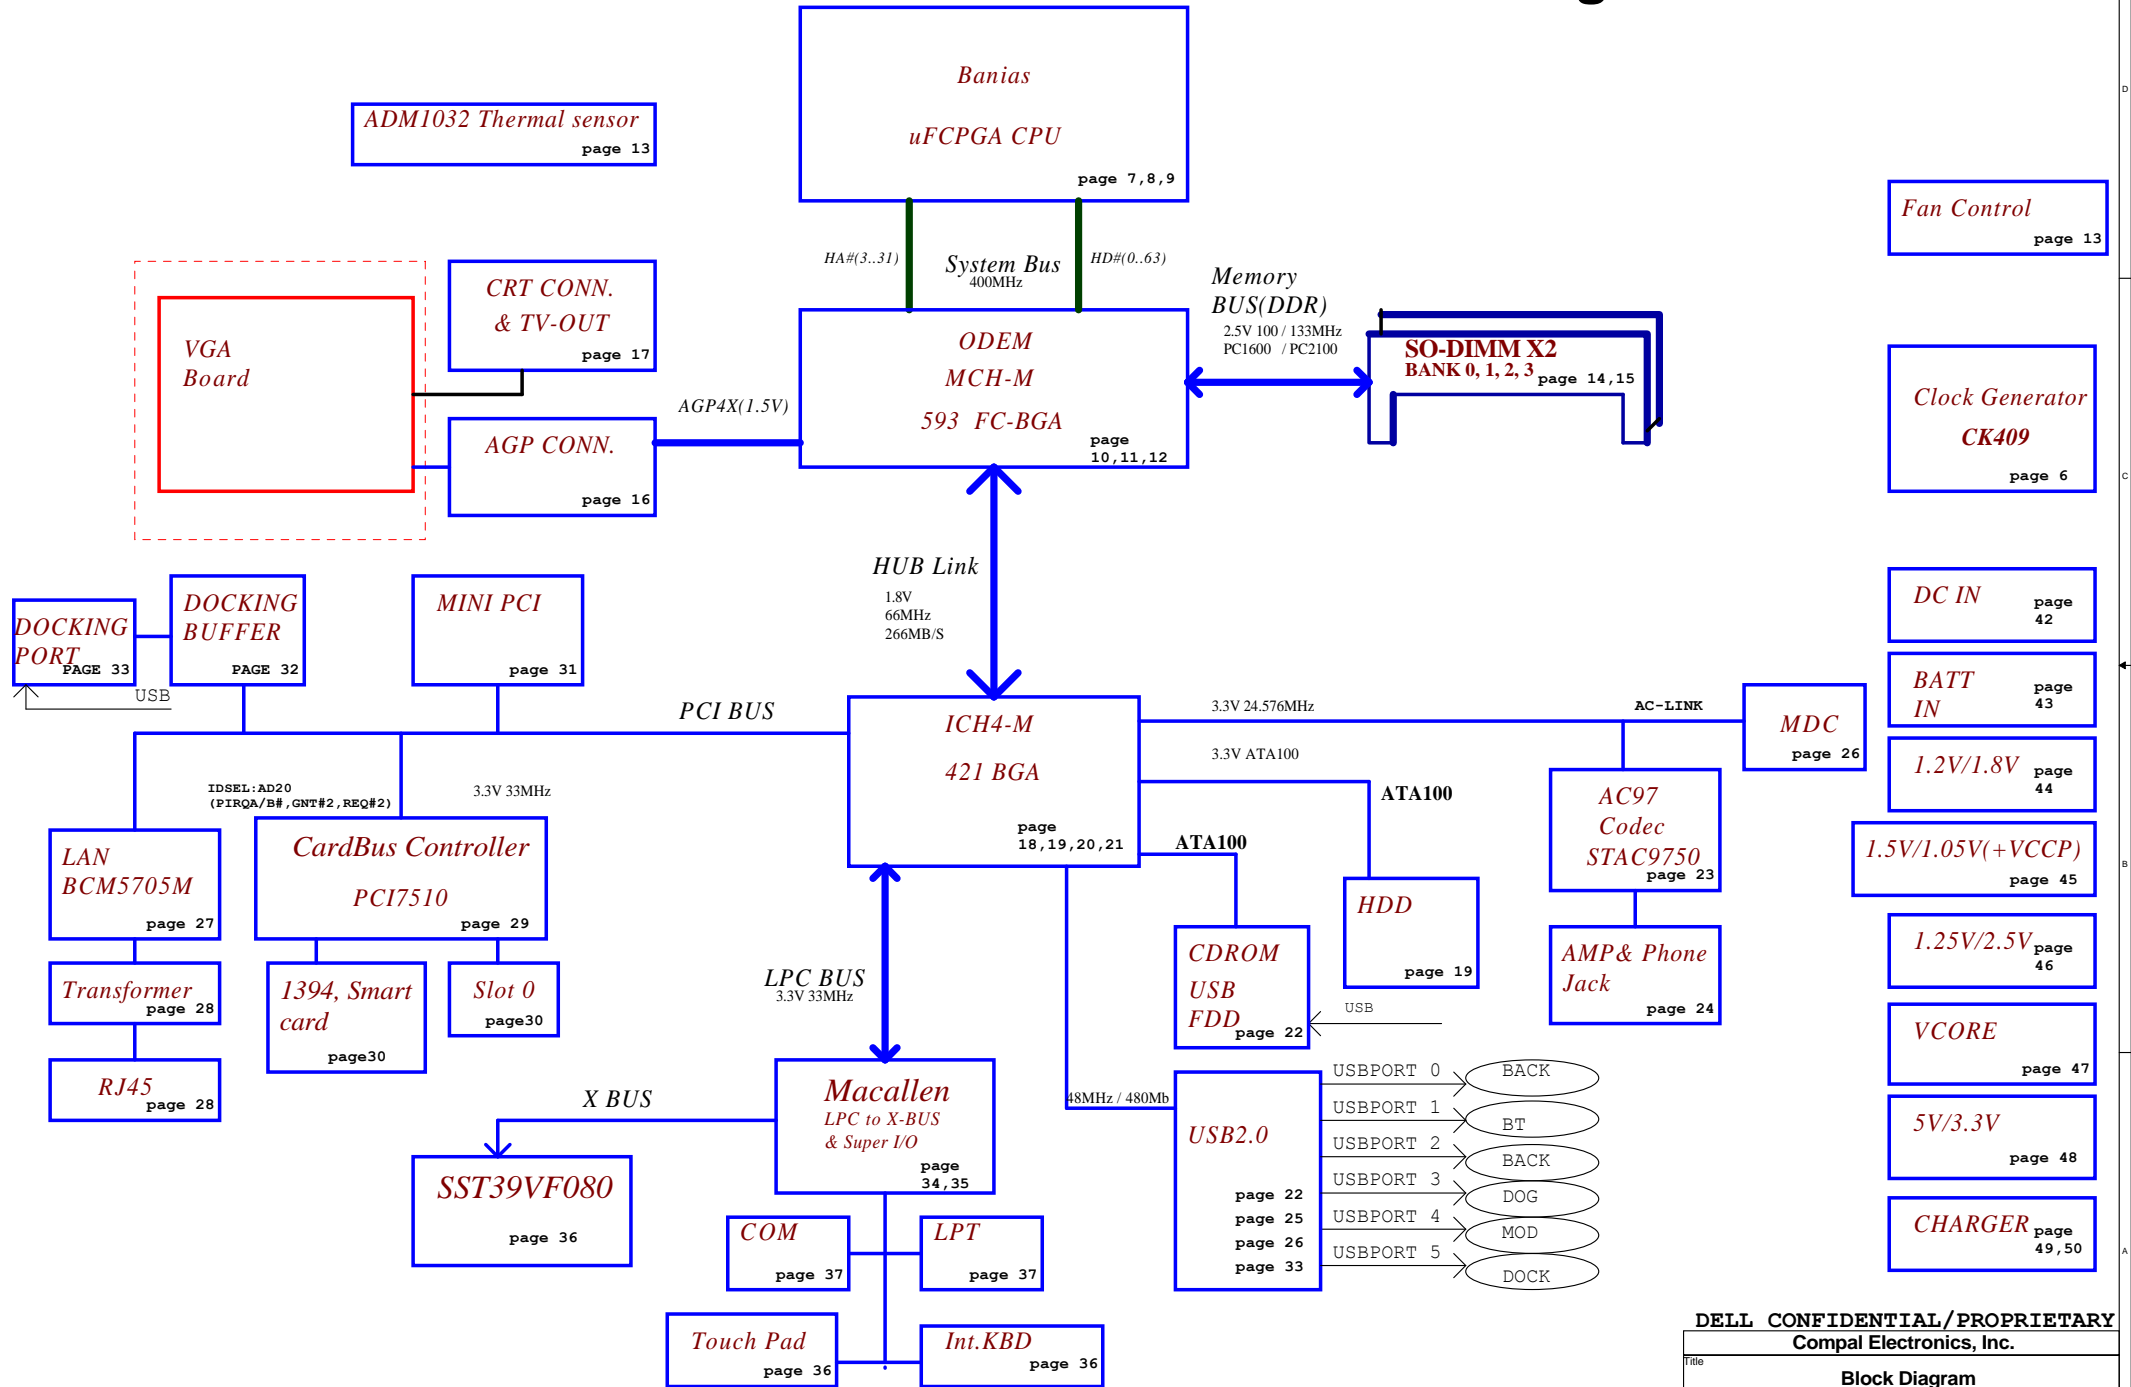 Banias
uFCPGA CPU
page 7,8,9
ADM1032 Thermal sensor
page 13
Fan Control
page 13
HA#(3..31)
System Bus
400MHz
HD#(0..63)
Memory
BUS(DDR)
2.5V 100 / 133MHz
PC1600 / PC2100
SO-DIMM X2
BANK 0, 1, 2, 3
page 14,15
VGA
Board
CRT CONN.
& TV-OUT
page 17
AGP CONN.
page 16
AGP4X(1.5V)
ODEM
MCH-M
593 FC-BGA
page
10,11,12
Clock Generator
CK409
page 6
HUB Link
1.8V
66MHz
266MB/S
DOCKING
PORT
PAGE 33
USB
DOCKING
BUFFER
PAGE 32
MINI PCI
page 31
PCI BUS
IDSEL:AD20
(PIRQA/B#,GNT#2,REQ#2)
3.3V 33MHz
ICH4-M
421 BGA
page
18,19,20,21
3.3V 24.576MHz
AC-LINK
3.3V ATA100
ATA100
ATA100
MDC
page 26
AC97
Codec
STAC9750
page 23
AMP& Phone
Jack
page 24
HDD
page 19
CDROM
USB
FDD
page 22
USB
LAN
BCM5705M
page 27
Transformer
page 28
RJ45
page 28
CardBus Controller
PCI7510
page 29
1394, Smart
card
page30
Slot 0
page30
LPC BUS
3.3V 33MHz
Macallen
LPC to X-BUS
& Super I/O
page
34,35
X BUS
SST39VF080
page 36
COM
page 37
LPT
page 37
Touch Pad
page 36
Int.KBD
page 36
48MHz / 480Mb
USB2.0
page 22
page 25
page 26
page 33
USBPORT 0
BACK
USBPORT 1
BT
USBPORT 2
BACK
USBPORT 3
DOG
USBPORT 4
MOD
USBPORT 5
DOCK
DC IN
page
42
BATT
IN
page
43
1.2V/1.8V
page
44
1.5V/1.05V(+VCCP)
page 45
1.25V/2.5V
page
46
VCORE
page 47
5V/3.3V
page 48
CHARGER
page
49,50
D
C
B
A
DELL CONFIDENTIAL/PROPRIETARY
Compal Electronics, Inc.
Title
Block Diagram